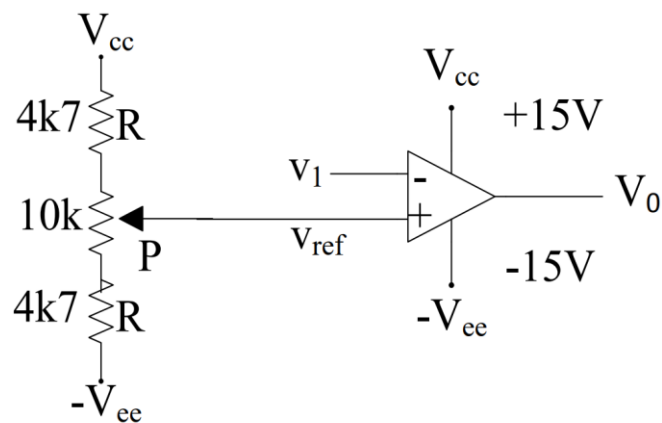 Vcc
4k7 R
10k
P
4k7 R
-Vee
v1
vref
-
+
Vcc
+15V
V0
-15V
-Vee